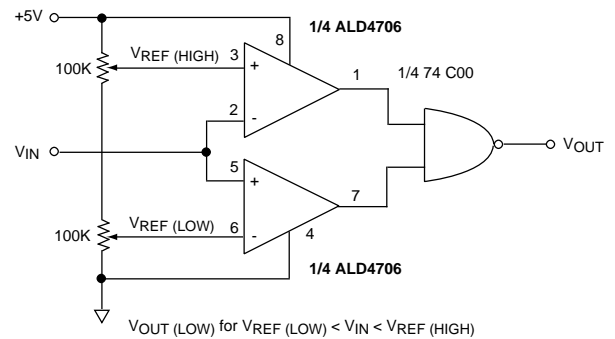 +5V
1/4 ALD4706
8
VREF (HIGH)
3
+
1
1/4 74 C00
100K
2
-
VIN
VOUT
5
+
7
VREF (LOW)
100K
6
-
4
1/4 ALD4706
VOUT (LOW) for VREF (LOW) < VIN < VREF (HIGH)